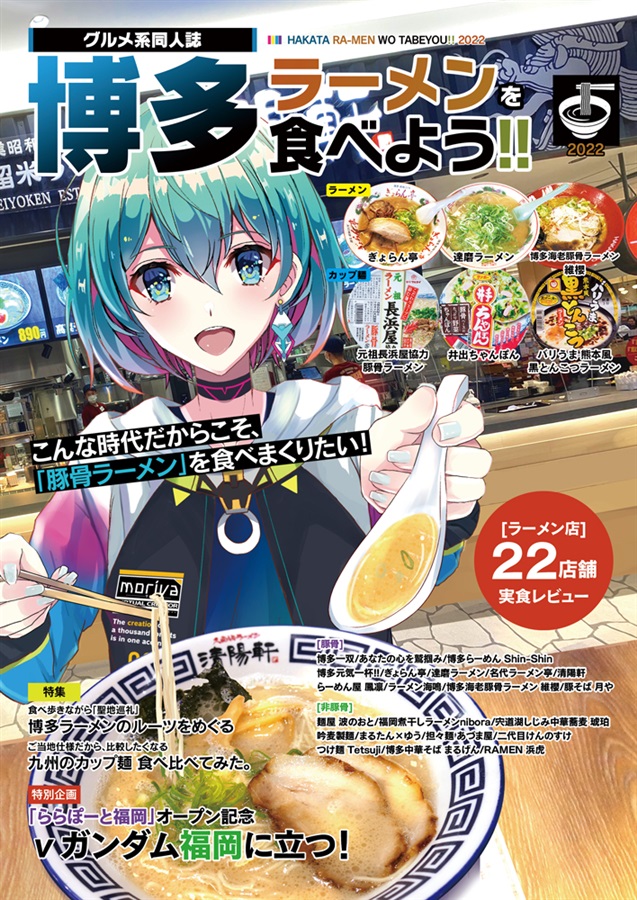 グルメ系同人誌
HAKATA RA-MEN WO TABEYOU!! 2022
博多ラーメンを
食べよう!!
2022
ラーメン
ぎょらん亭
達磨ラーメン
博多海老豚骨ラーメン
維櫻
カップ麺
元祖長浜屋協力
豚骨ラーメン
井出ちゃんぽん
バリうま 熊本風
黒とんこつラーメン
890円
こんな時代だからこそ、
「豚骨ラーメン」を食べまくりたい!
[ラーメン店]
22店舗
実食レビュー
moriya
The creation
a thousand
is in one
清陽軒
[豚骨]
博多一双/あなたの心を鷲掴み/博多らーめん Shin-Shin
博多元気一杯!!/ぎょらん亭/達磨ラーメン/名代ラーメン亭/清陽軒
らーめん屋 鳳凛/ラーメン海鳴/博多海老豚骨ラーメン 維櫻/豚そば 月や
[非豚骨]
麺屋 波のおと/福岡煮干しラーメンnibora/宍道湖しじみ中華蕎麦 琥珀
吟麦製麺/まるたん×ゆう/担々麺・あづま屋/二代目けんのすけ
つけ麺 Tetsuji/博多中華そば まるげん/RAMEN 浜虎
特集
食べ歩きながら「聖地巡礼」
博多ラーメンのルーツをめぐる
ご当地仕様だから、比較したくなる
九州のカップ麺 食べ比べてみた。
特別企画
「ららぽーと福岡」オープン記念
νガンダム福岡に立つ!